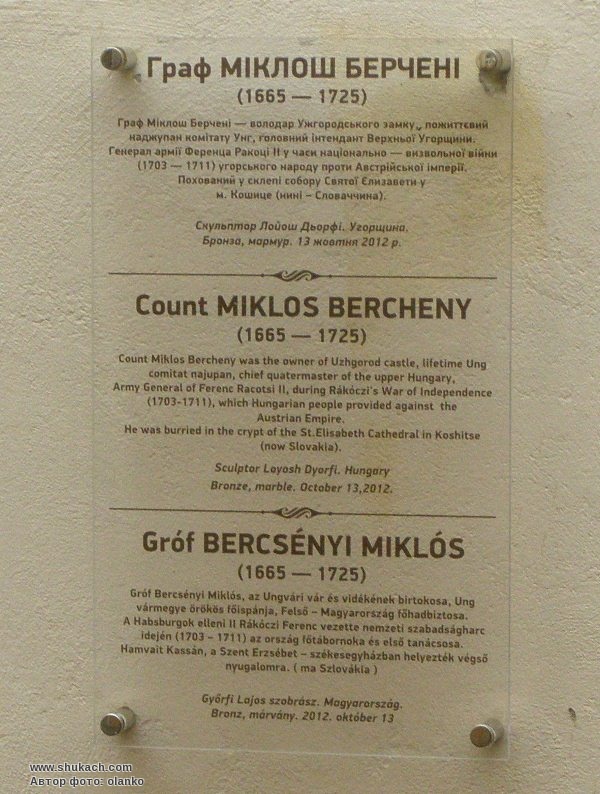 Граф МІКЛОШ БЕРЧЕНІ
(1665 — 1725)
Граф Міклош Берчені — володар Ужгородського замку, пожиттєвий
наджупан комітату Унг, головний інтендант Верхньої Угорщини.
Генерал армії Ференца Ракоці II у часи національно — визвольної війни
(1703 — 1711) угорського народу проти Австрійської імперії.
Похований у склепі собору Святої Єлизавети у
м. Кошице (нині – Словаччина).
Скульптор Лойош Дьорфі. Угорщина.
Бронза, мармур. 13 жовтня 2012 р.
Count MIKLOS BERCHENY
(1665 — 1725)
Count Miklos Bercheny was the owner of Uzhgorod castle, lifetime Ung
comitat najupan, chief quatermaster of the upper Hungary,
Army General of Ferenc Racotsi II, during Rákóczi's War of Independence
(1703-1711), which Hungarian people provided against the
Austrian Empire.
He was burried in the crypt of the St.Elisabeth Cathedral in Koshitse
(now Slovakia).
Sculptor Loyosh Dyorfi. Hungary
Bronze, marble. October 13,2012.
Gróf BERCSÉNYI MIKLÓS
(1665 — 1725)
Gróf Bercsényi Miklós, az Ungvári vár és vidékének birtokosa, Ung
vármegye örökös főispánja, Felső – Magyarország főhadbiztosa.
A Habsburgok elleni II Rákóczi Ferenc vezette nemzeti szabadságharc
idején (1703 – 1711) az ország főtábornoka és első tanácsosa.
Hamvait Kassán, a Szent Erzsébet – székesegyházban helyezték végső
nyugalomra. ( ma Szlovákia )
Győrfi Lajos szobrász. Magyarország.
Bronz, márvány. 2012. október 13
www.shukach.com
Автор фото: olanko